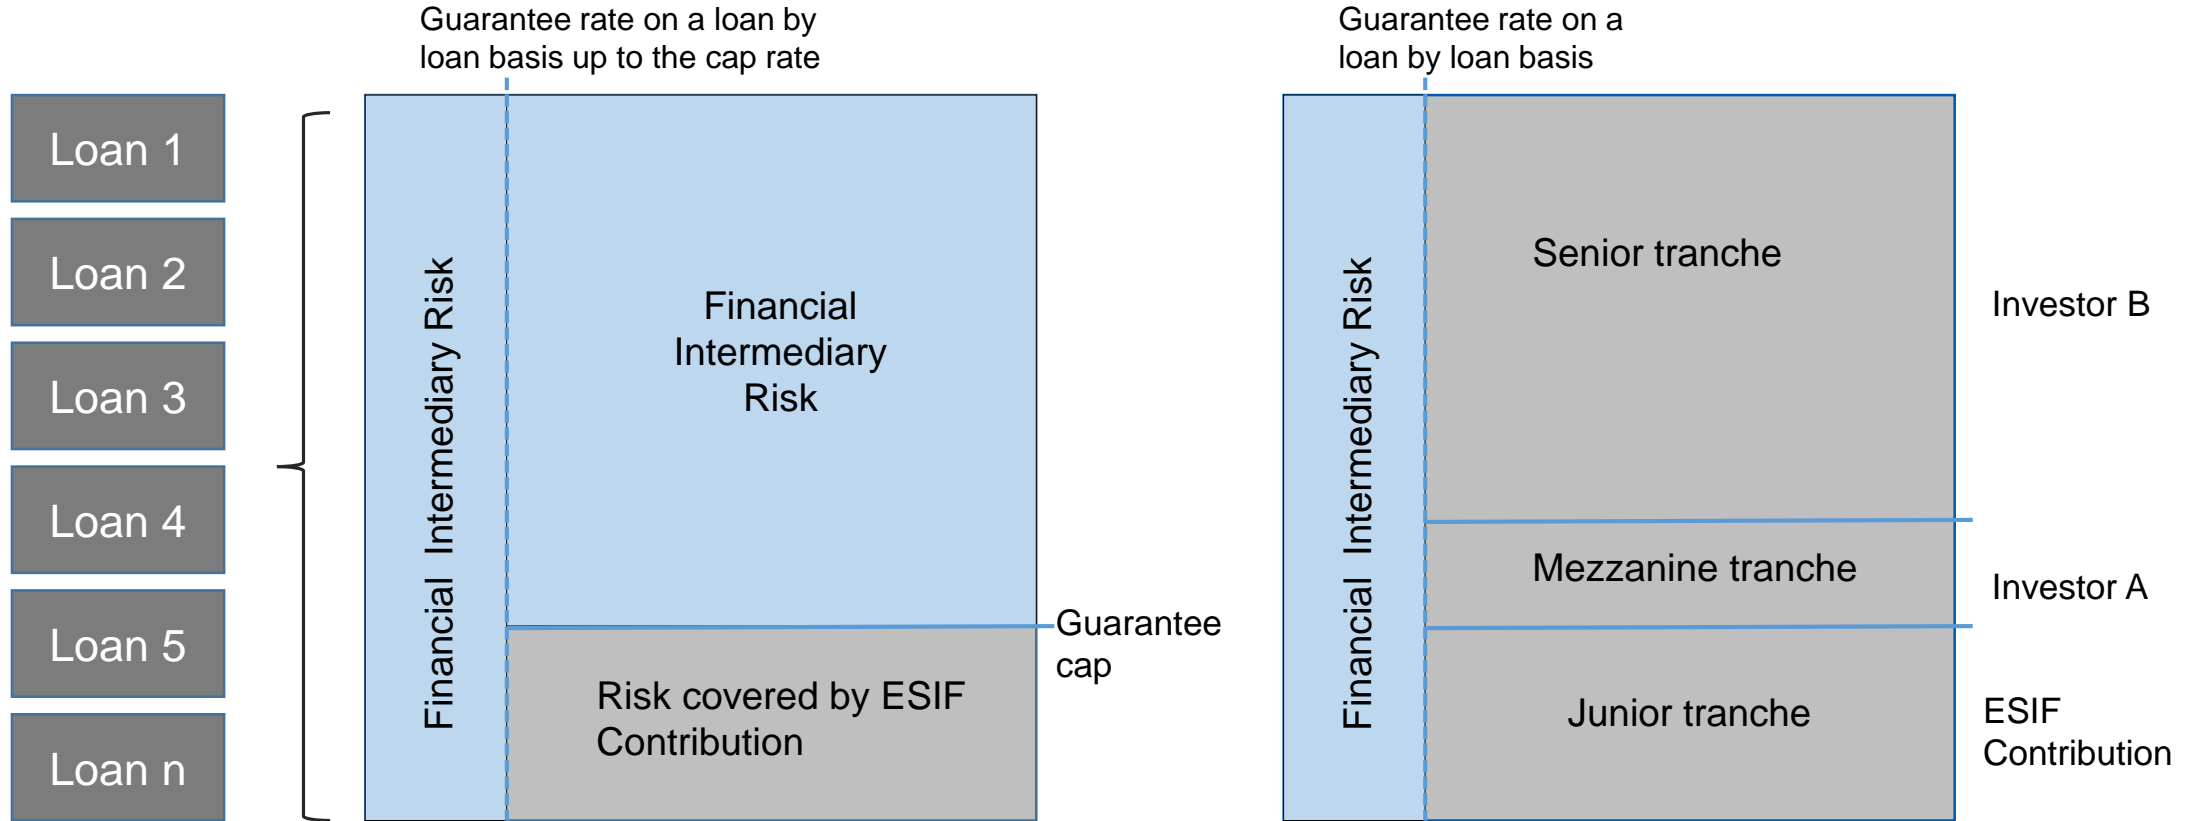 Guarantee rate on a loan by
loan basis up to the cap rate
Guarantee rate on a
loan by loan basis
Loan 1
Loan 2
Loan 3
Loan 4
Loan 5
Loan n
Financial Intermediary Risk
Financial
Intermediary
Risk
Guarantee
cap
Risk covered by ESIF
Contribution
Financial Intermediary Risk
Senior tranche
Mezzanine tranche
Junior tranche
Investor B
Investor A
ESIF
Contribution